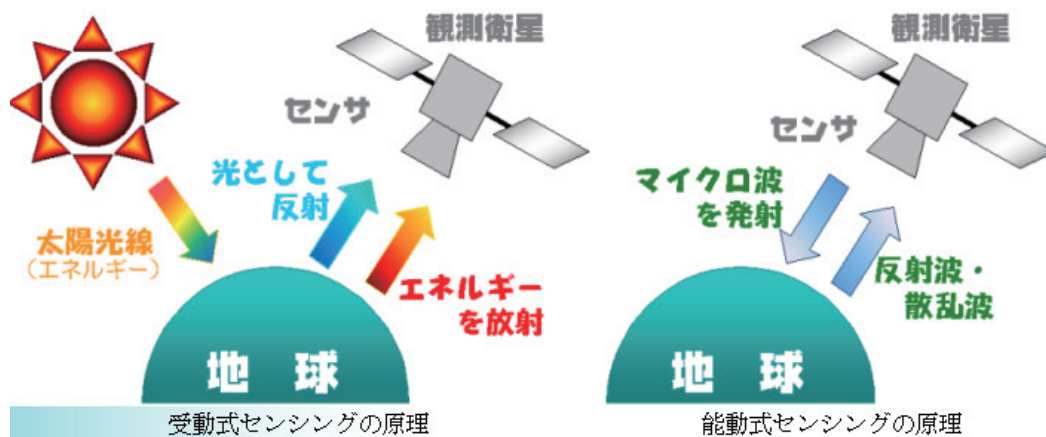 観測衛星
センサ
光として
反射
太陽光線
（エネルギー）
エネルギー
を放射
地 球
受動式センシングの原理
観測衛星
センサ
マイクロ波
を発射
反射波・
散乱波
地 球
能動式センシングの原理